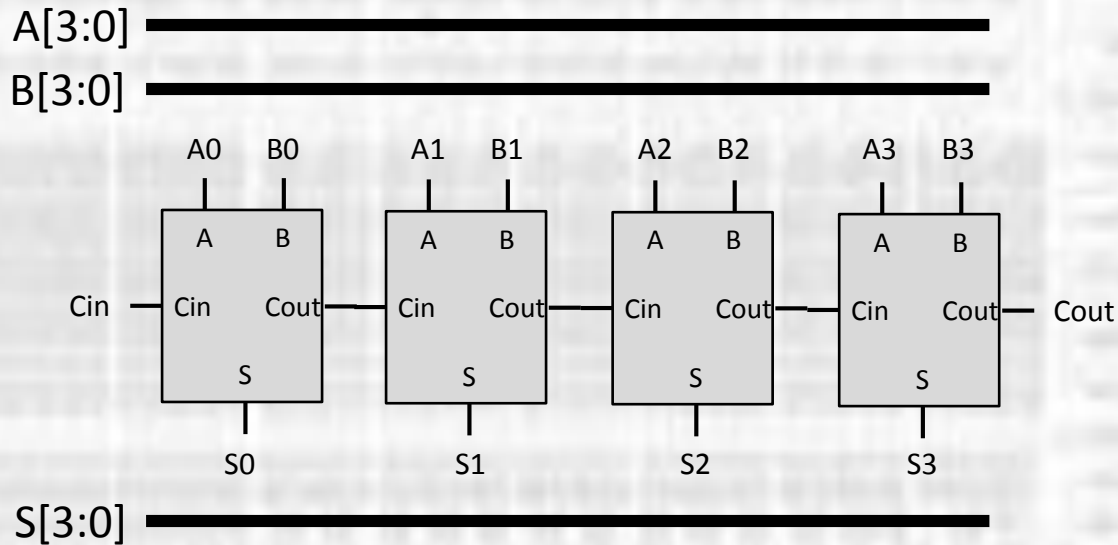 A[3:0]
B[3:0]
A0 B0 A1 B1 A2 B2 A3 B3
A B A B A B A B
Cin Cin Cout Cin Cout Cin Cout Cin Cout Cout
S S S S
S0 S1 S2 S3
S[3:0]